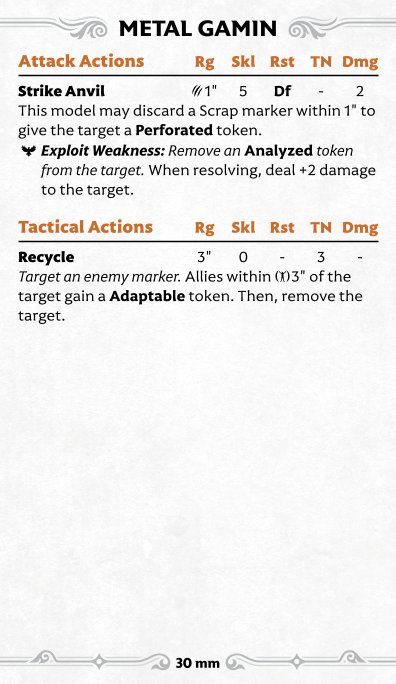 METAL GAMIN
Attack Actions Rg Skl Rst TN Dmg
Strike Anvil 1" 5 Df - 2
This model may discard a Scrap marker within 1" to
give the target a Perforated token.
Exploit Weakness: Remove an Analyzed token
from the target. When resolving, deal +2 damage
to the target.
Tactical Actions Rg Skl Rst TN Dmg
Recycle 3" 0 - 3 -
Target an enemy marker. Allies within 3" of the
target gain a Adaptable token. Then, remove the
target.
30 mm